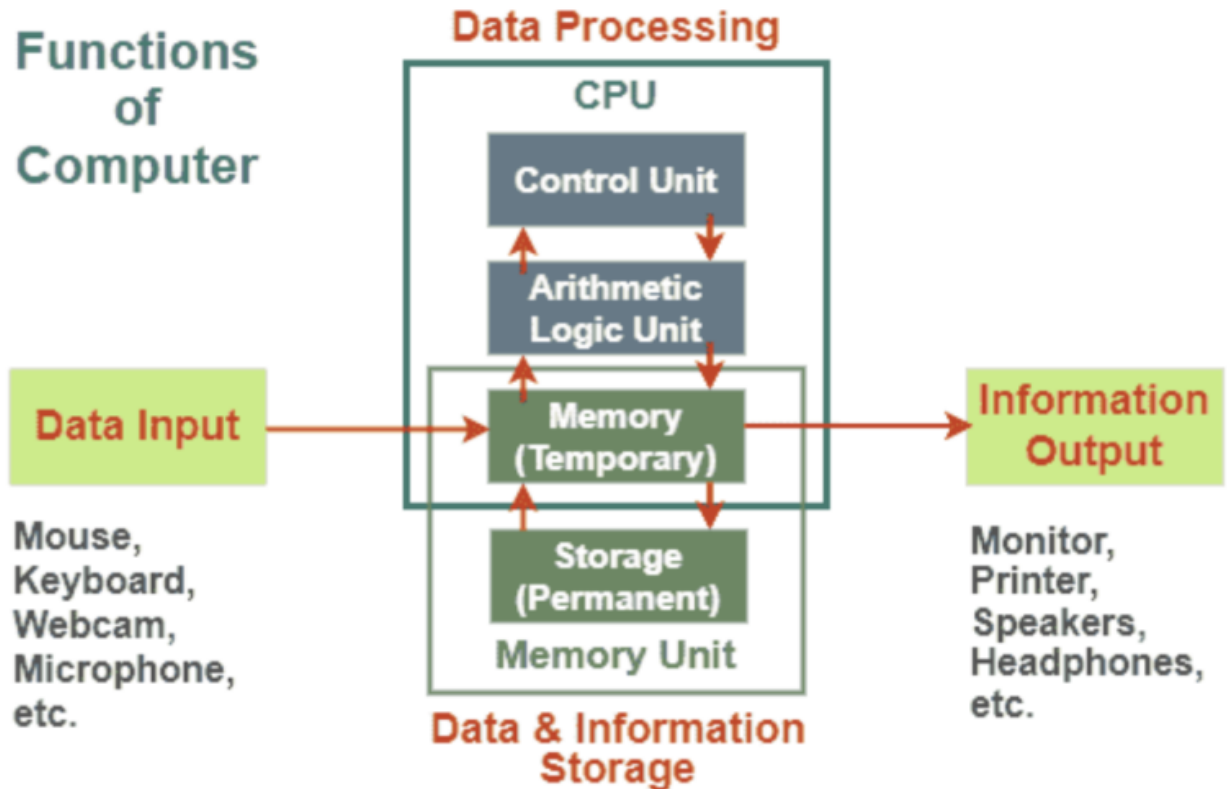 Functions
of
Computer
Data Processing
CPU
Control Unit
Arithmetic
Logic Unit
Data Input
Memory
(Temporary)
Information
Output
Mouse,
Keyboard,
Webcam,
Microphone,
etc.
Storage
(Permanent)
Memory Unit
Data & Information
Storage
Monitor,
Printer,
Speakers,
Headphones,
etc.